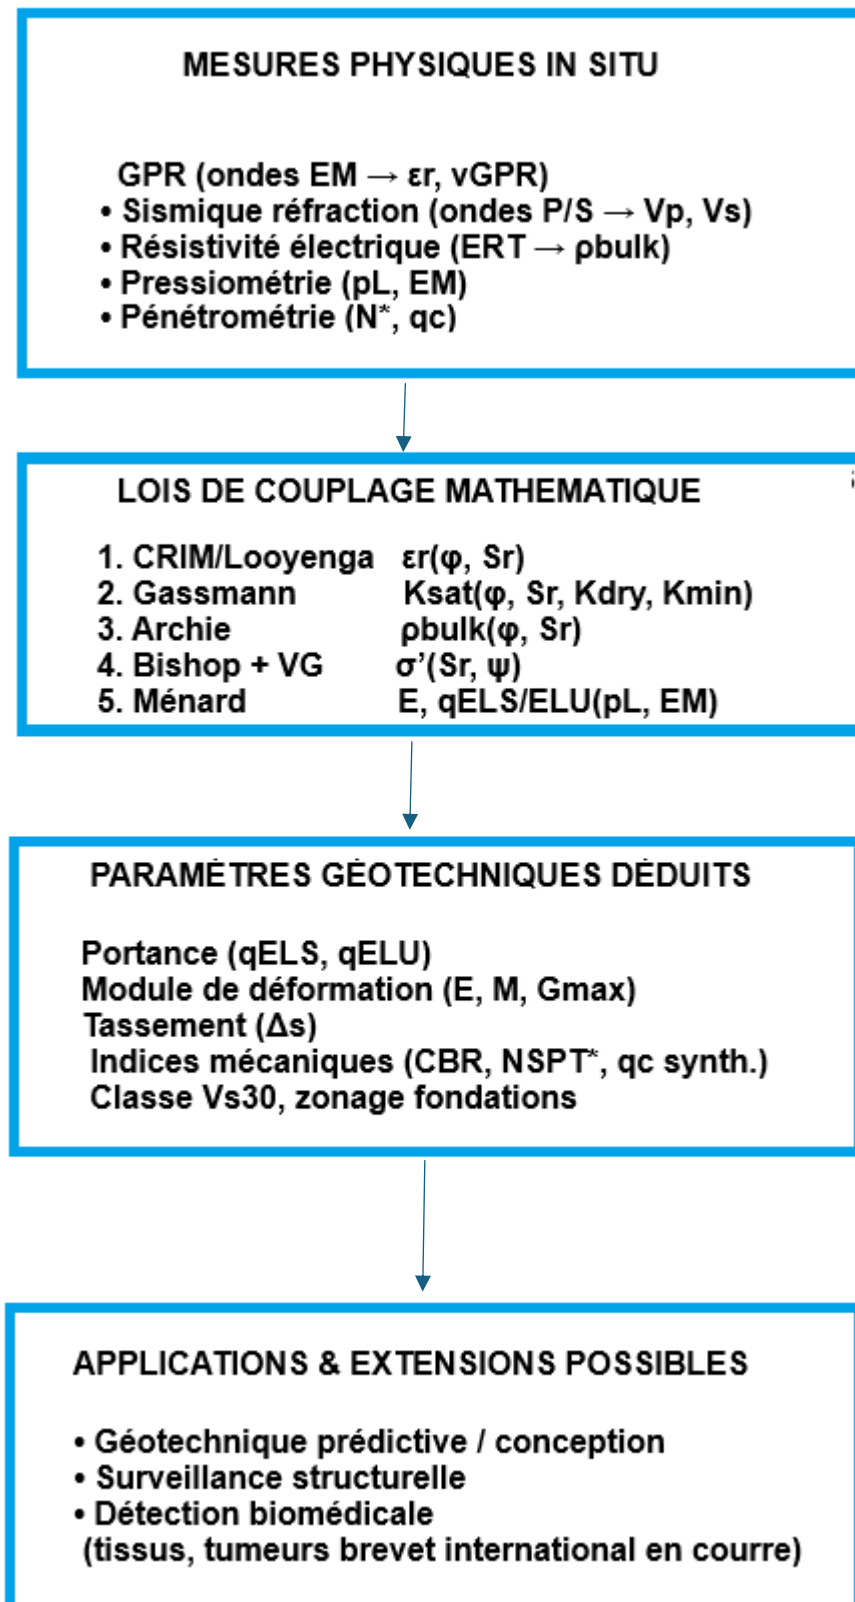 MESURES PHYSIQUES IN SITU
GPR (ondes EM → εr, vGPR)
• Sismique réfraction (ondes P/S → Vp, Vs)
• Résistivité électrique (ERT → ρbulk)
• Pressiométrie (pL, EM)
• Pénétrométrie (N*, qc)
LOIS DE COUPLAGE MATHEMATIQUE
1. CRIM/Looyenga εr(φ, Sr)
2. Gassmann Ksat(φ, Sr, Kdry, Kmin)
3. Archie ρbulk(φ, Sr)
4. Bishop + VG σ’(Sr, ψ)
5. Ménard E, qELS/ELU(pL, EM)
PARAMÈTRES GÉOTECHNIQUES DÉDUITS
Portance (qELS, qELU)
Module de déformation (E, M, Gmax)
Tassement (Δs)
Indices mécaniques (CBR, NSPT*, qc synth.)
Classe Vs30, zonage fondations
APPLICATIONS & EXTENSIONS POSSIBLES
• Géotechnique prédictive / conception
• Surveillance structurelle
• Détection biomédicale
(tissus, tumeurs brevet international en courre)